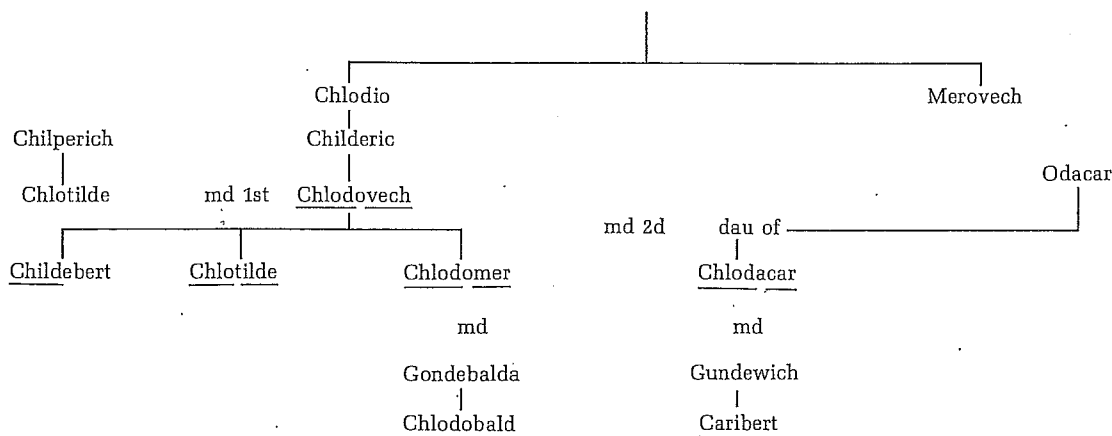 Chlodio Merovech
Chilperich Childeric
Odacar
Chlotilde md 1st Chlodovech
md 2d dau of
Childebert Chlotilde Chlodomer Chlodacar
md md
Gondebalda Gundewich
Chlodobald Caribert